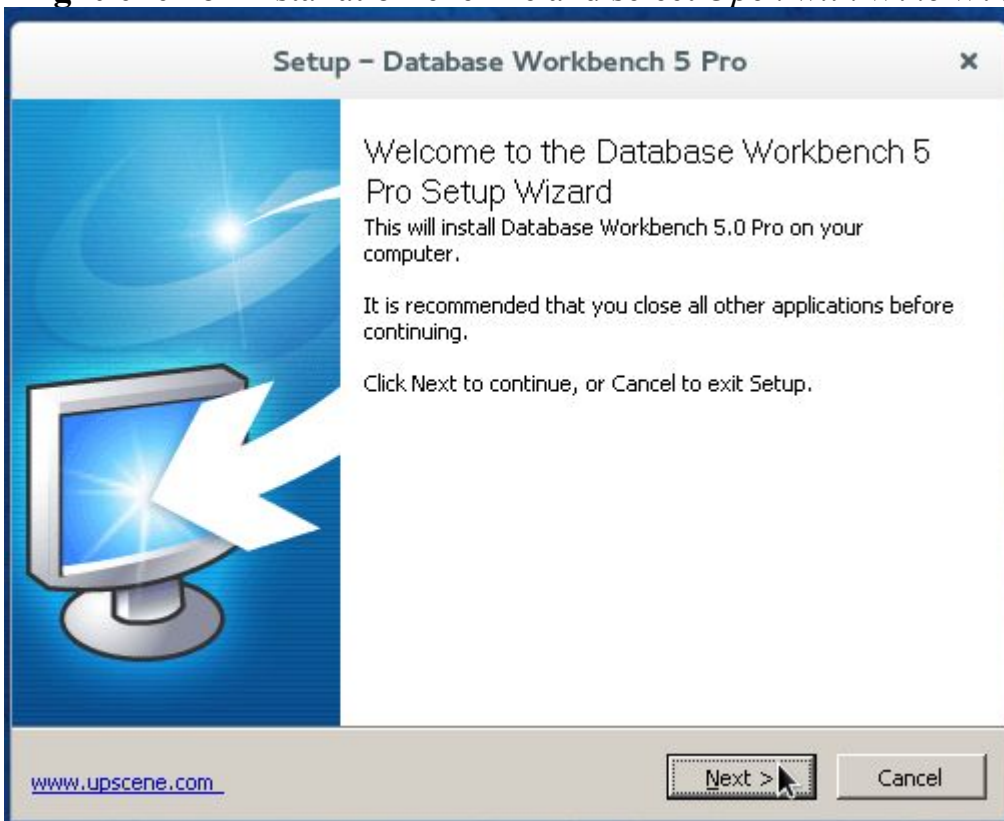 Setup – Database Workbench 5 Pro
Welcome to the Database Workbench 5
Pro Setup Wizard
This will install Database Workbench 5.0 Pro on your
computer.
It is recommended that you close all other applications before
continuing.
Click Next to continue, or Cancel to exit Setup.
www.upscene.com
Next >
Cancel